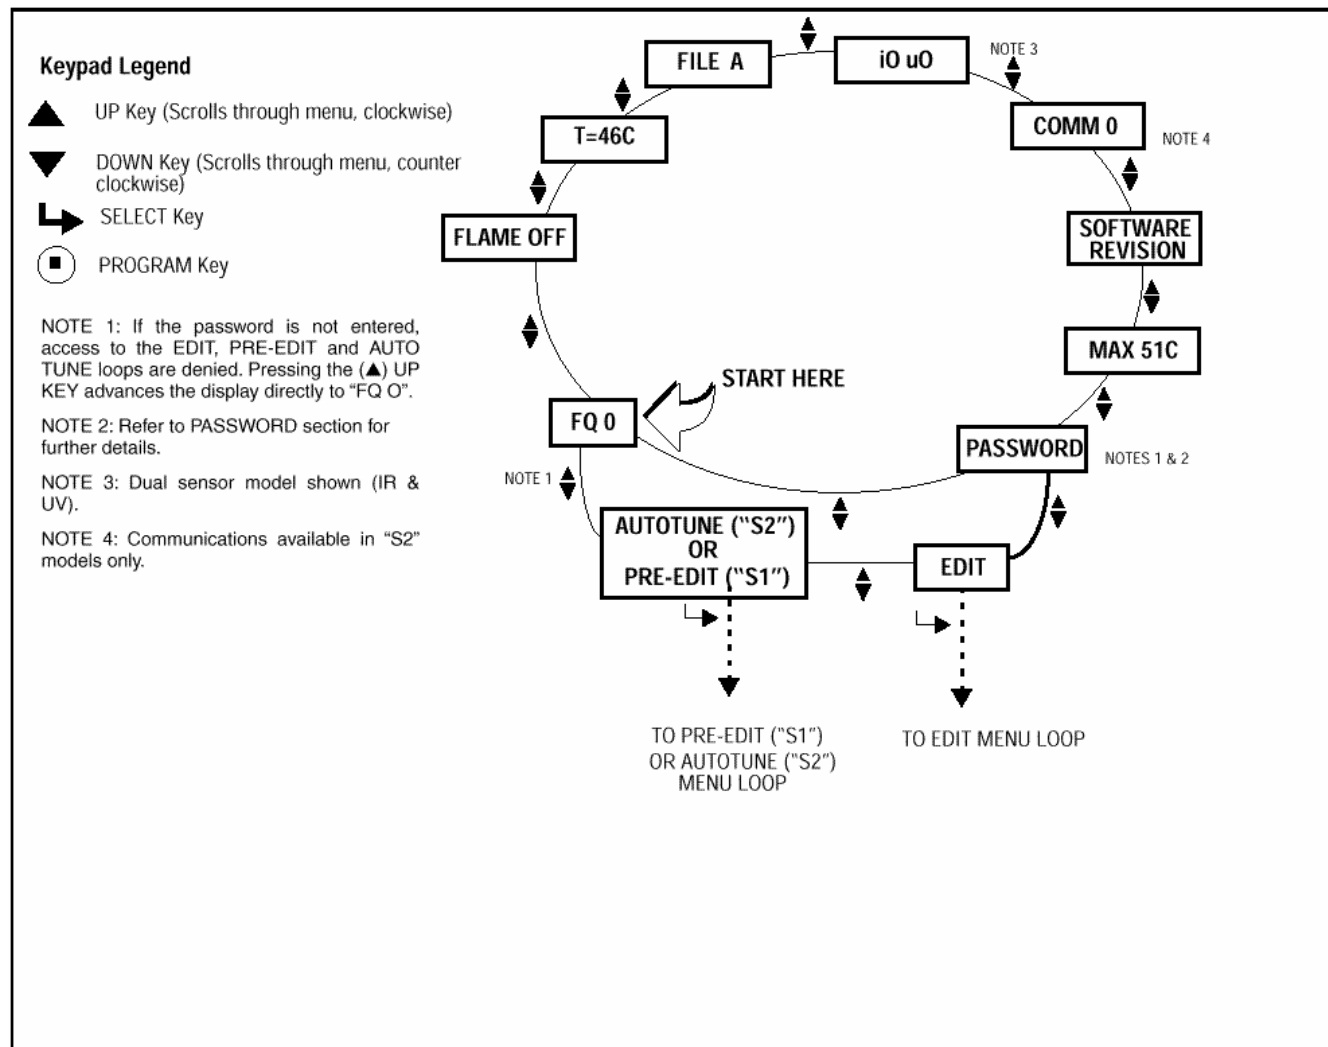 Keypad Legend
UP Key (Scrolls through menu, clockwise)
DOWN Key (Scrolls through menu, counter
clockwise)
SELECT Key
PROGRAM Key
NOTE 1: If the password is not entered,
access to the EDIT, PRE-EDIT and AUTO
TUNE loops are denied. Pressing the (▲) UP
KEY advances the display directly to “FQ O”.
NOTE 2: Refer to PASSWORD section for
further details.
NOTE 3: Dual sensor model shown (IR &
UV).
NOTE 4: Communications available in “S2”
models only.
FILE A
iO uO
NOTE 3
T=46C
COMM 0
NOTE 4
FLAME OFF
SOFTWARE
REVISION
MAX 51C
START HERE
FQ 0
PASSWORD
NOTES 1 & 2
NOTE 1
AUTOTUNE ("S2")
OR
PRE-EDIT ("S1")
EDIT
TO PRE-EDIT ("S1")
OR AUTOTUNE ("S2")
MENU LOOP
TO EDIT MENU LOOP